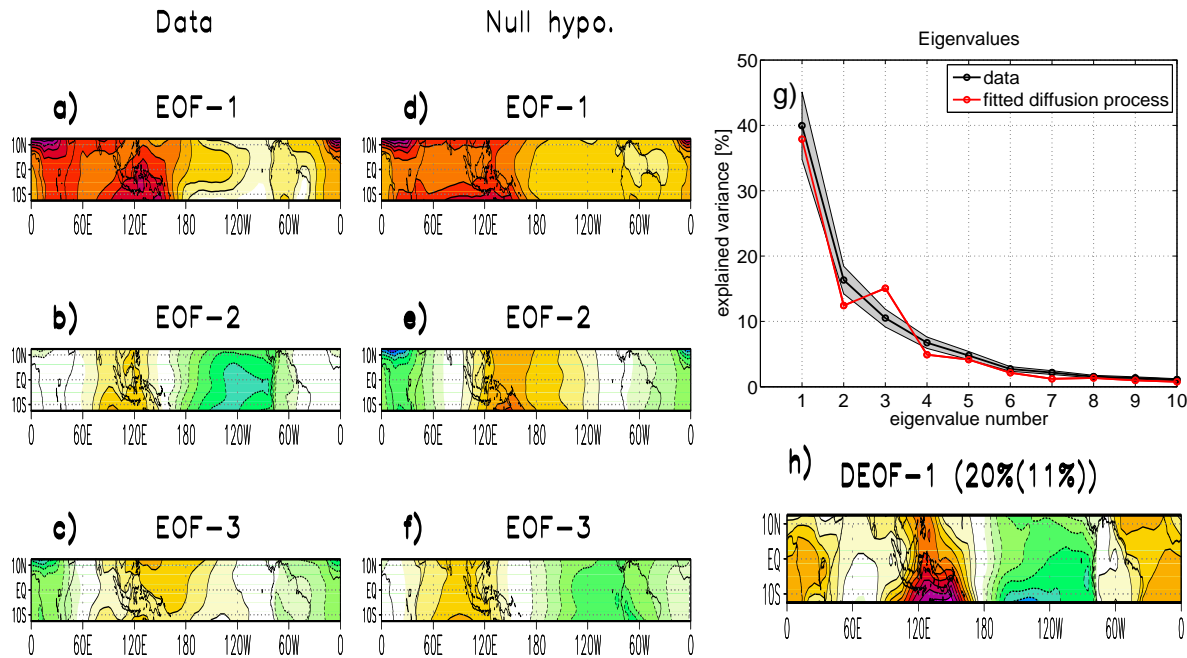 Data
Null hypo.
a) EOF-1
10N
EQ
10S
0 60E 120E 180 120W 60W 0
d) EOF-1
10N
EQ
10S
0 60E 120E 180 120W 60W 0
b) EOF-2
10N
EQ
10S
0 60E 120E 180 120W 60W 0
e) EOF-2
10N
EQ
10S
0 60E 120E 180 120W 60W 0
c) EOF-3
10N
EQ
10S
0 60E 120E 180 120W 60W 0
f) EOF-3
10N
EQ
10S
0 60E 120E 180 120W 60W 0
Eigenvalues
g)
data
fitted diffusion process
explained variance [%]
50
40
30
20
10
0
1 2 3 4 5 6 7 8 9 10
eigenvalue number
h) DEOF-1 (20%(11%))
10N
EQ
10S
0 60E 120E 180 120W 60W 0